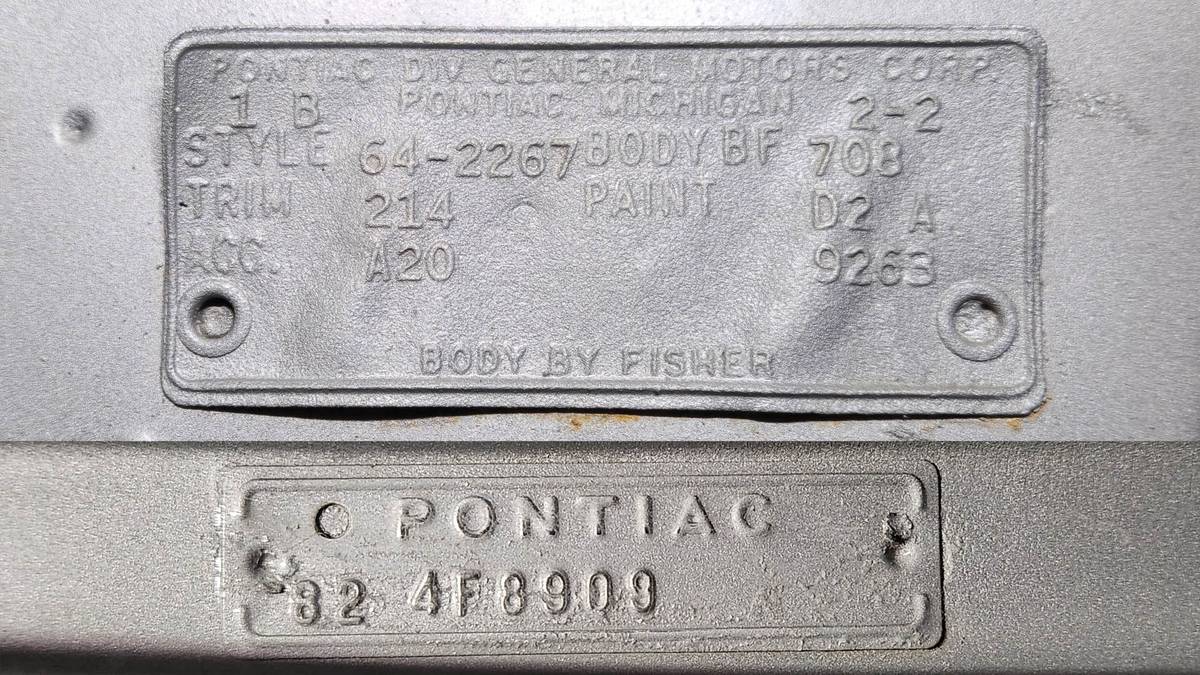 PONTIAC DIV. GENERAL MOTORS CORP.
1 B PONTIAC, MICHIGAN 2-2
STYLE 64-2267 BODY BF 708
TRIM 214 PAINT D2 A
ACC. A20 9263
BODY BY FISHER
PONTIAC
82 4F8909